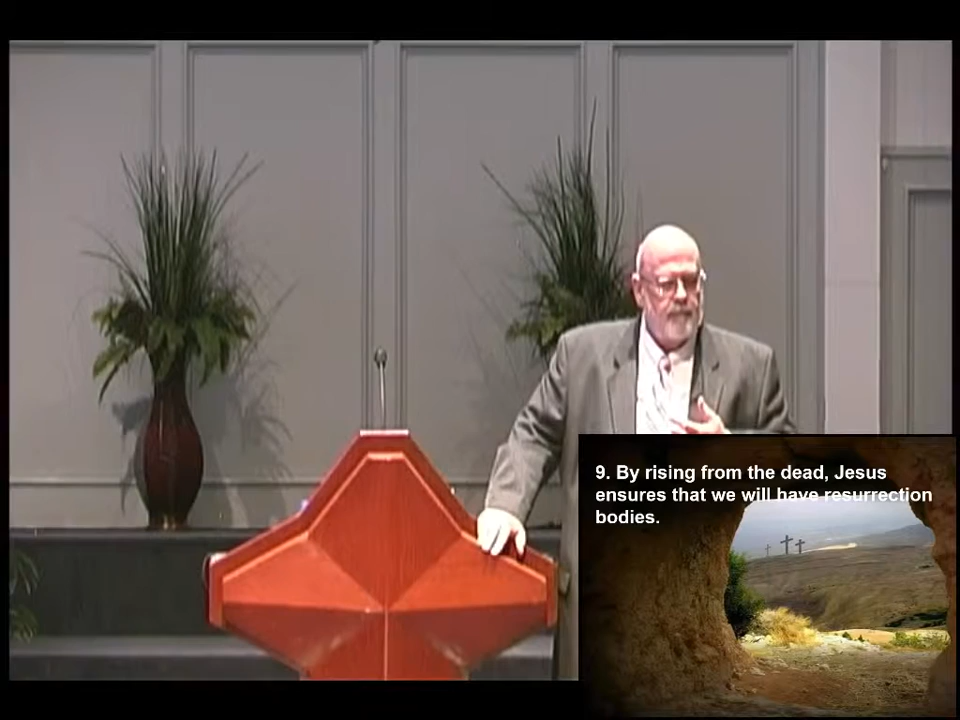 9. By rising from the dead, Jesus
ensures that we will have resurrection
bodies.